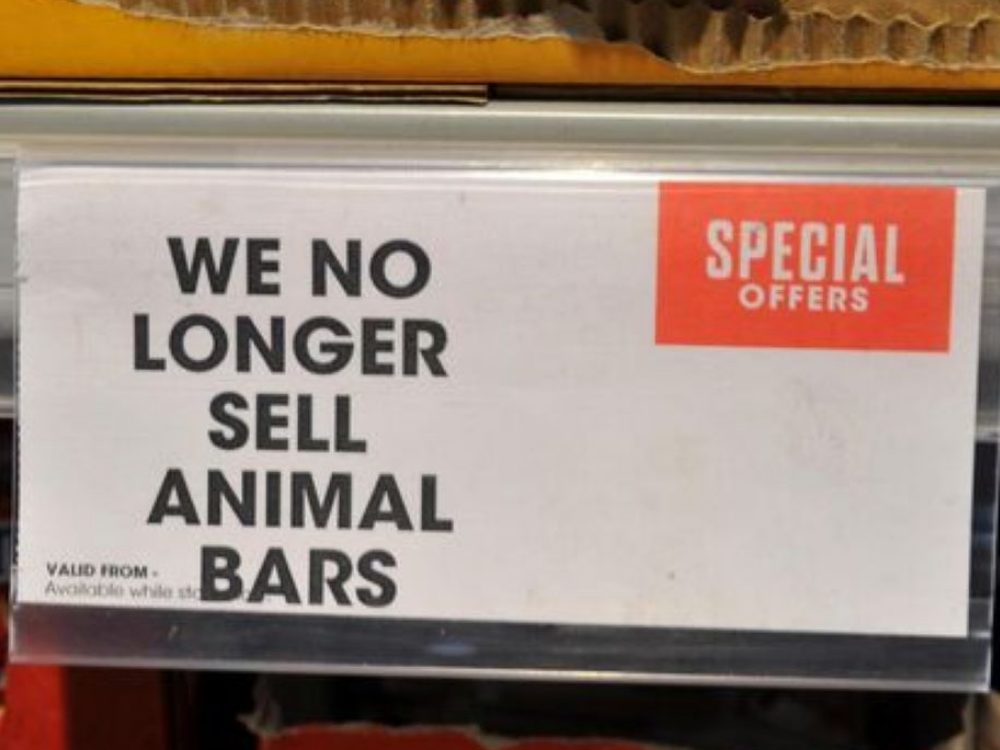 WE NO
LONGER
SELL
ANIMAL
BARS
SPECIAL
OFFERS
VALID FROM -
Available while